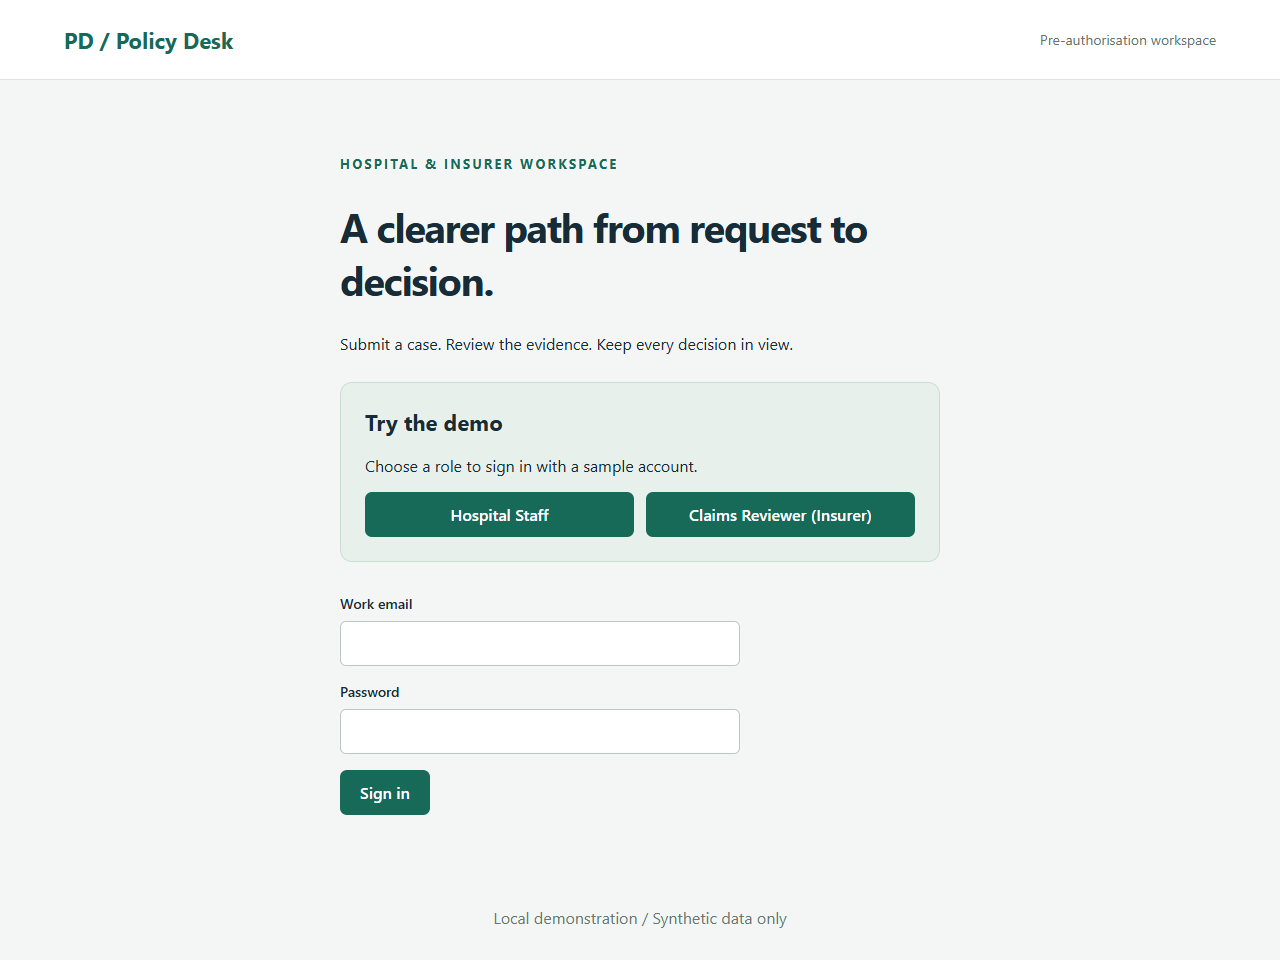 PD / Policy Desk
Pre-authorisation workspace
HOSPITAL & INSURER WORKSPACE
A clearer path from request to
decision.
Submit a case. Review the evidence. Keep every decision in view.
Try the demo
Choose a role to sign in with a sample account.
Hospital Staff
Claims Reviewer (Insurer)
Work email
Password
Sign in
Local demonstration / Synthetic data only